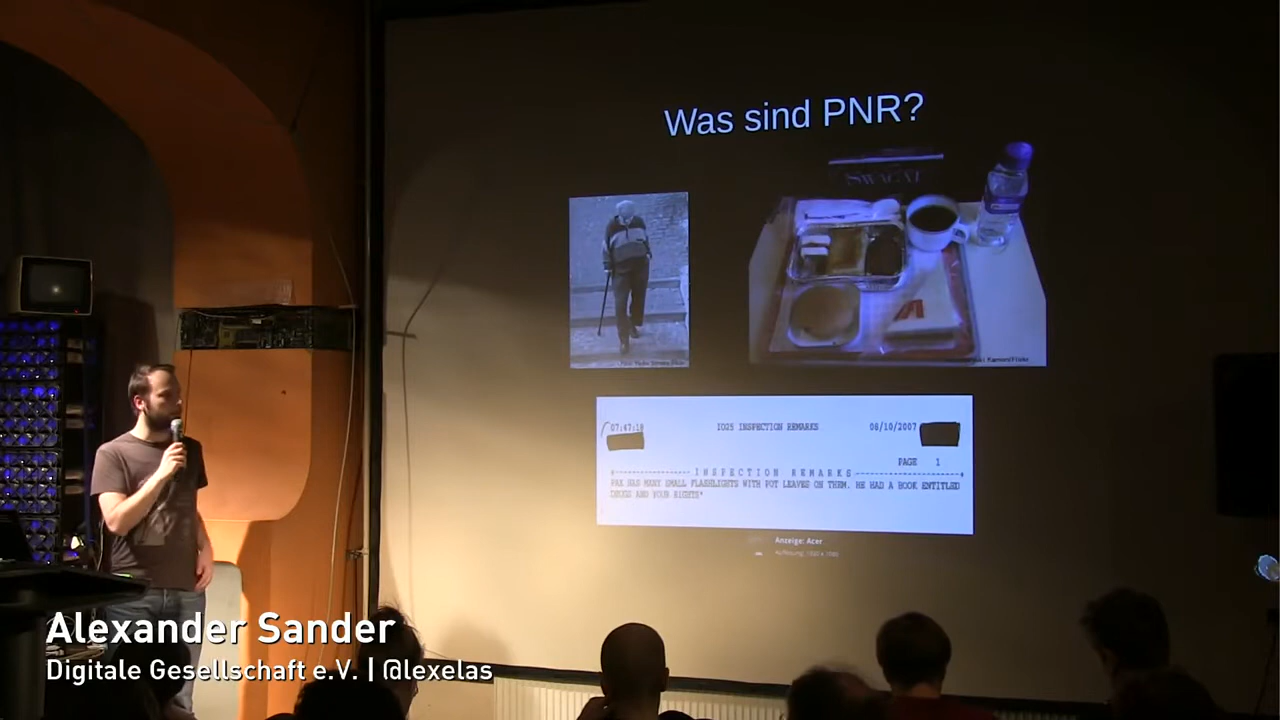 Was sind PNR?
SWAGAT
07:47:18 IO25 INSPECTION REMARKS 08/10/2007
PAGE 1
INSPECTION REMARKS
PAX HAS MANY SMALL FLASHLIGHTS WITH POT LEAVES ON THEM. HE HAD A BOOK ENTITLED
DRUGS AND YOUR RIGHTS"
Anzeige: Acer
Alexander Sander
Digitale Gesellschaft e.V. | @lexelas